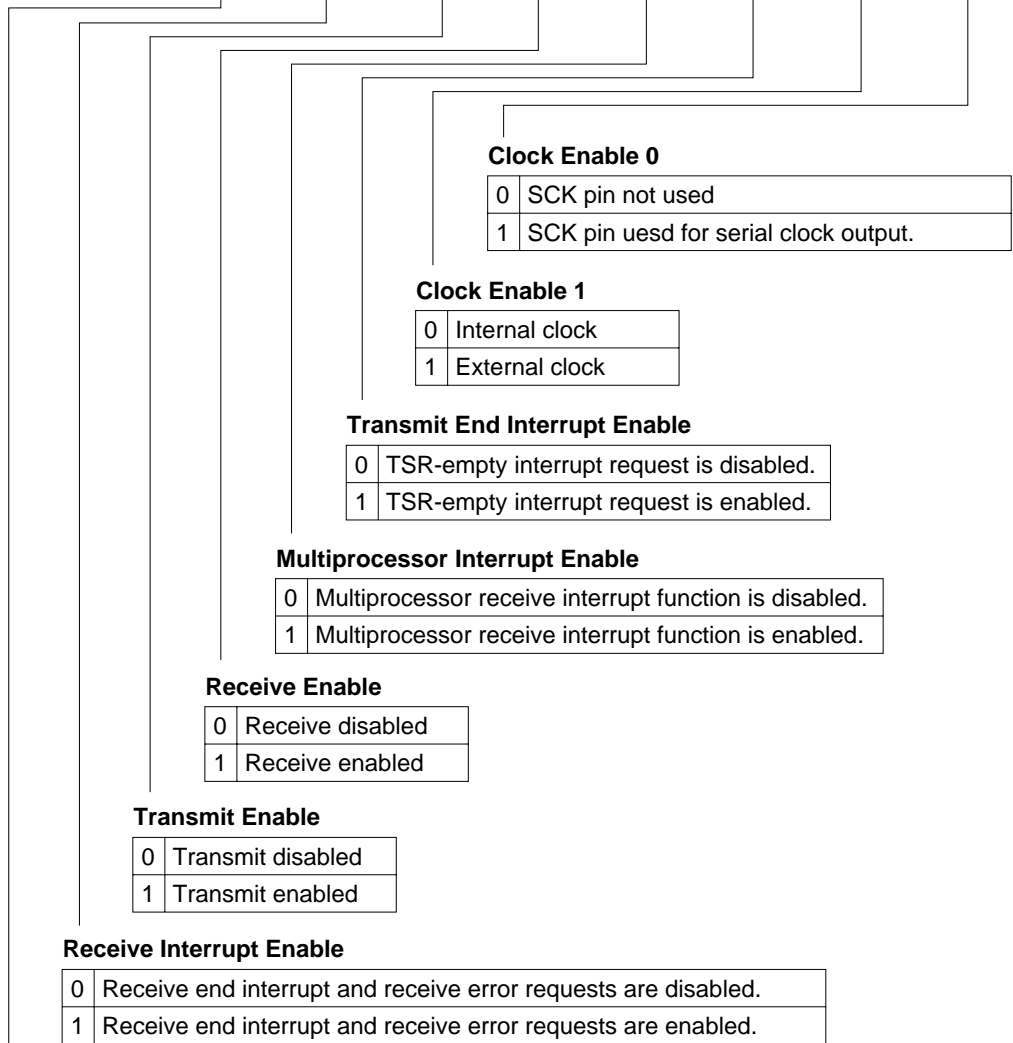 Clock Enable 0
0 SCK pin not used
1 SCK pin uesd for serial clock output.
Clock Enable 1
0 Internal clock
1 External clock
Transmit End Interrupt Enable
0 TSR-empty interrupt request is disabled.
1 TSR-empty interrupt request is enabled.
Multiprocessor Interrupt Enable
0 Multiprocessor receive interrupt function is disabled.
1 Multiprocessor receive interrupt function is enabled.
Receive Enable
0 Receive disabled
1 Receive enabled
Transmit Enable
0 Transmit disabled
1 Transmit enabled
Receive Interrupt Enable
0 Receive end interrupt and receive error requests are disabled.
1 Receive end interrupt and receive error requests are enabled.